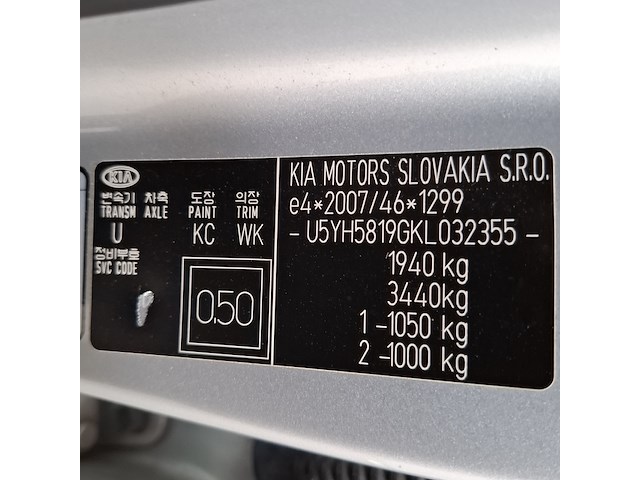 KIA
변속기 차축 도장 의장
TRANSM AXLE PAINT TRIM
U KC WK
정비부호
SVC CODE
0.50
KIA MOTORS SLOVAKIA S.R.O.
e4*2007/46*1299
- U5YH5819GKL032355 -
1940 kg
3440kg
1 -1050 kg
2 -1000 kg